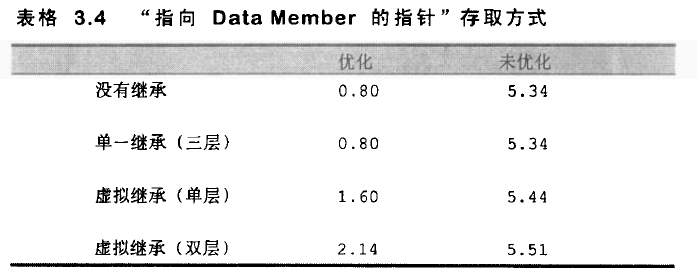 表格 3.4 “指向 Data Member 的指针”存取方式
优化 未优化
没有继承 0.80 5.34
单一继承（三层） 0.80 5.34
虚拟继承（单层） 1.60 5.44
虚拟继承（双层） 2.14 5.51